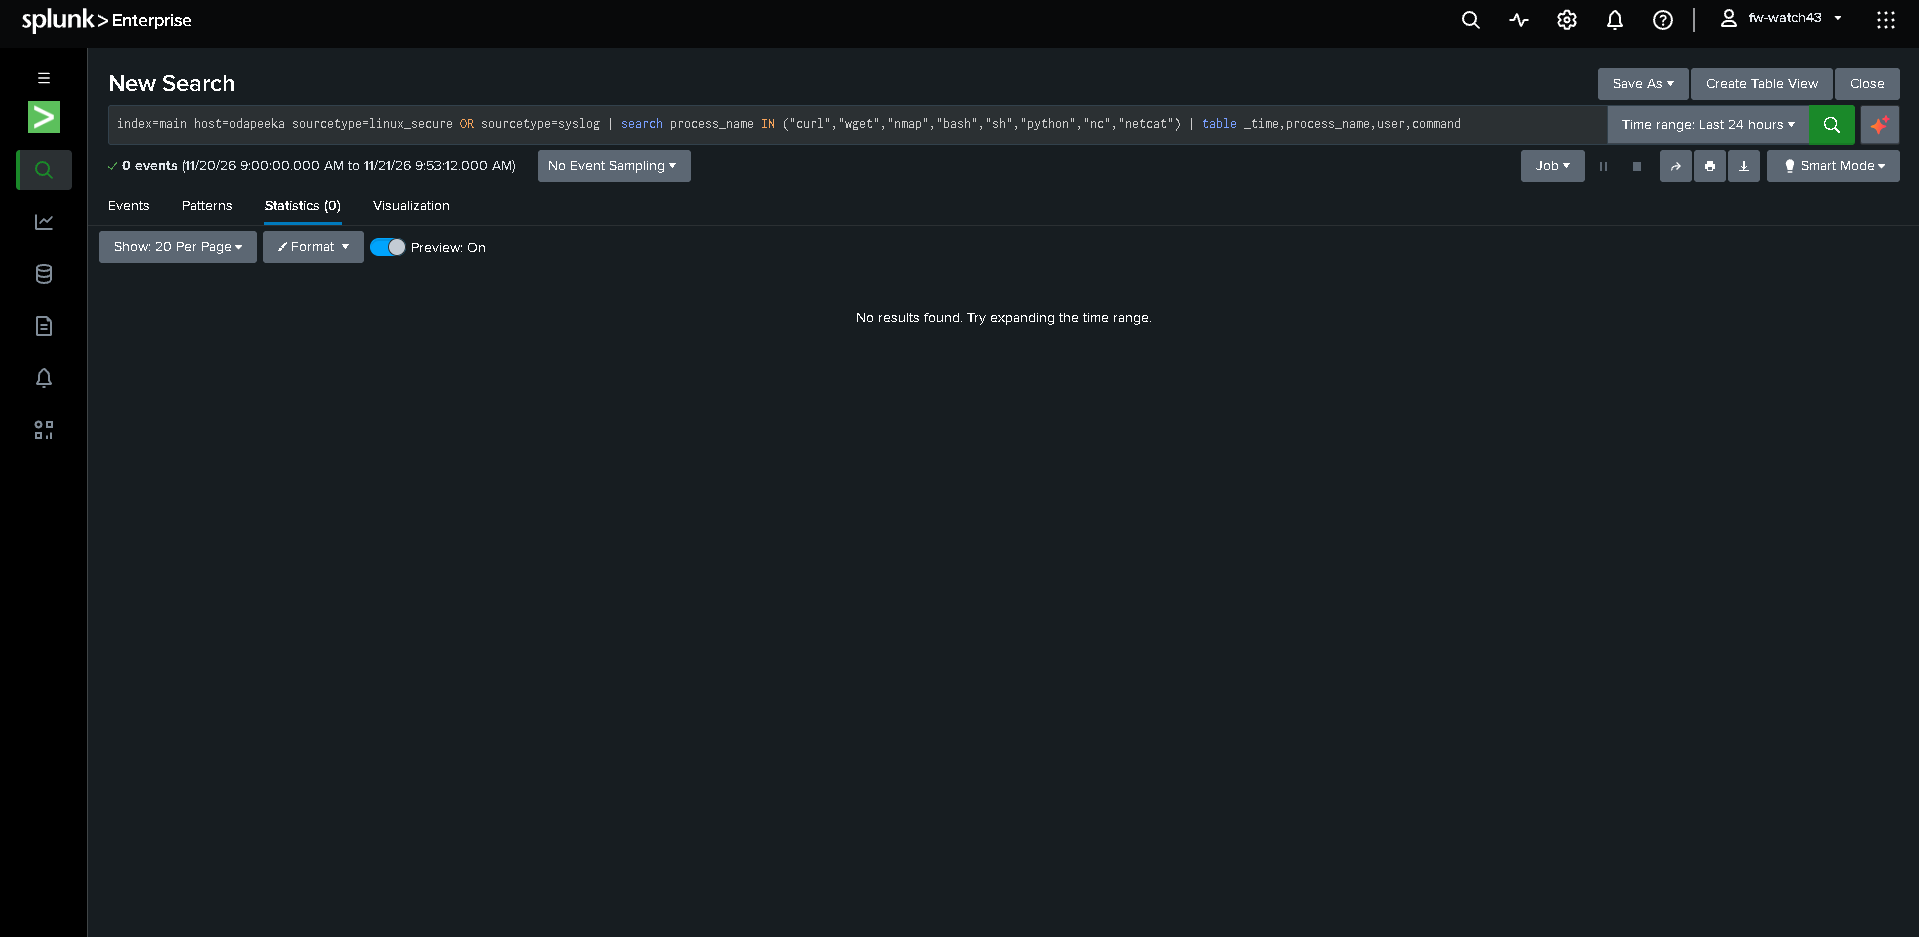 splunk> Enterprise
fw-watch43
New Search
Save As
Create Table View
Close
index=main host=odapeeka sourcetype=linux_secure OR sourcetype=syslog | search process_name IN ("curl","wget","nmap","bash","sh","python","nc","netcat") | table _time,process_name,user,command
Time range: Last 24 hours
0 events (11/20/26 9:00:00.000 AM to 11/21/26 9:53:12.000 AM)
No Event Sampling
Job
Smart Mode
Events
Patterns
Statistics (0)
Visualization
Show: 20 Per Page
Format
Preview: On
No results found. Try expanding the time range.